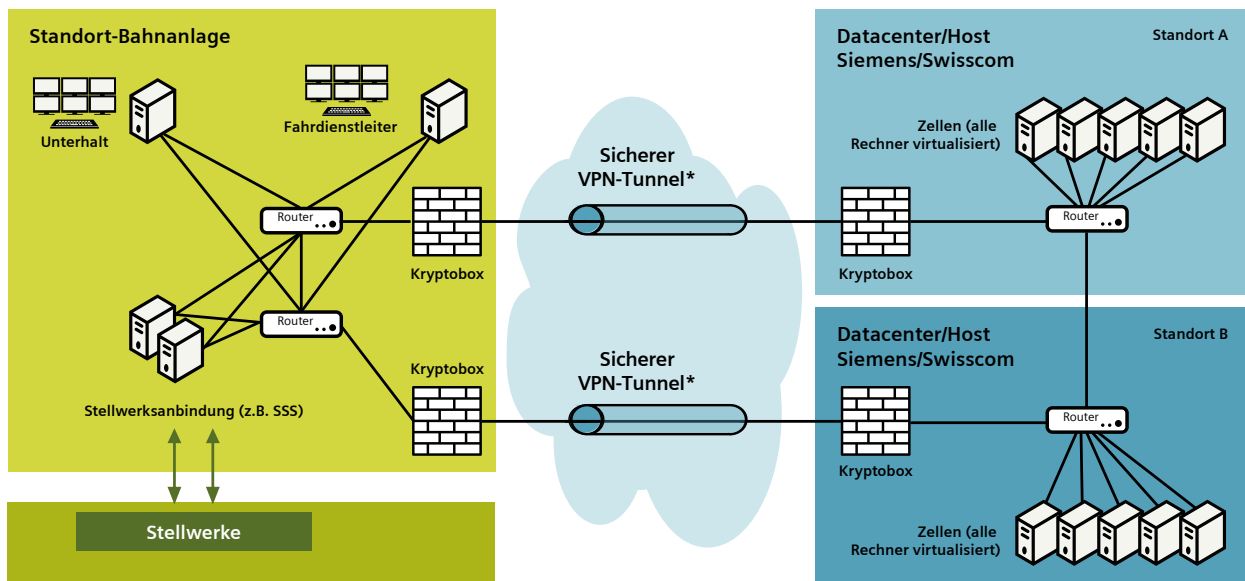 Standort-Bahnanlage
Unterhalt
Fahrdienstleiter
Router
Kryptobox
Router
Kryptobox
Stellwerksanbindung (z.B. SSS)
Stellwerke
Sicherer
VPN-Tunnel*
Sicherer
VPN-Tunnel*
Datacenter/Host
Siemens/Swisscom
Standort A
Zellen (alle
Rechner virtualisiert)
Router
Kryptobox
Datacenter/Host
Siemens/Swisscom
Standort B
Router
Kryptobox
Zellen (alle
Rechner virtualisiert)